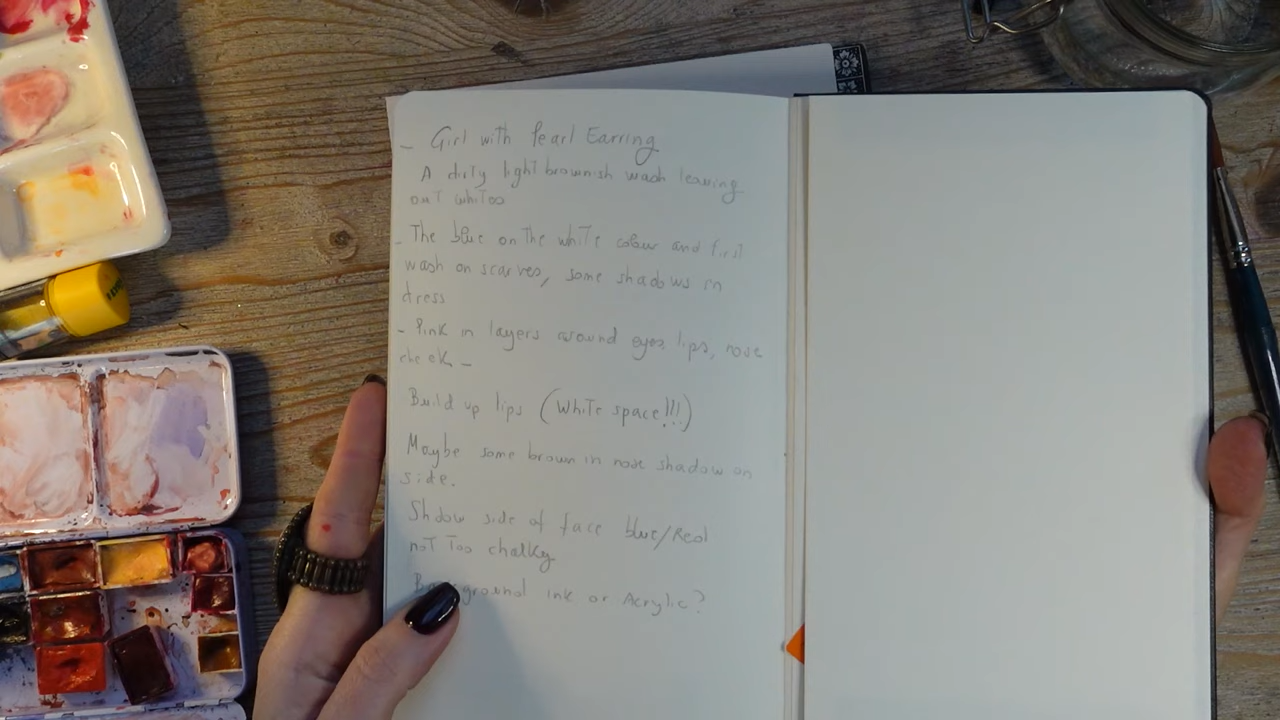 - Girl with Pearl Earring
A dirty light brownish wash leaving
out
- The blue on the white colour and first
wash on scarves, some shadows in
dress
- Pink in layers around eyes, lips, nose
cheek -
Build up lips (White space!!!)
Maybe some brown in nose shadow on
side.
Shdow side of face blue/Red
not too chalky
ink or Acrylic?